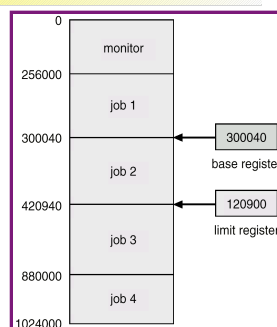 0
monitor
256000
job 1
300040
300040
base registe
job 2
420940
120900
limit registe
job 3
880000
job 4
1024000